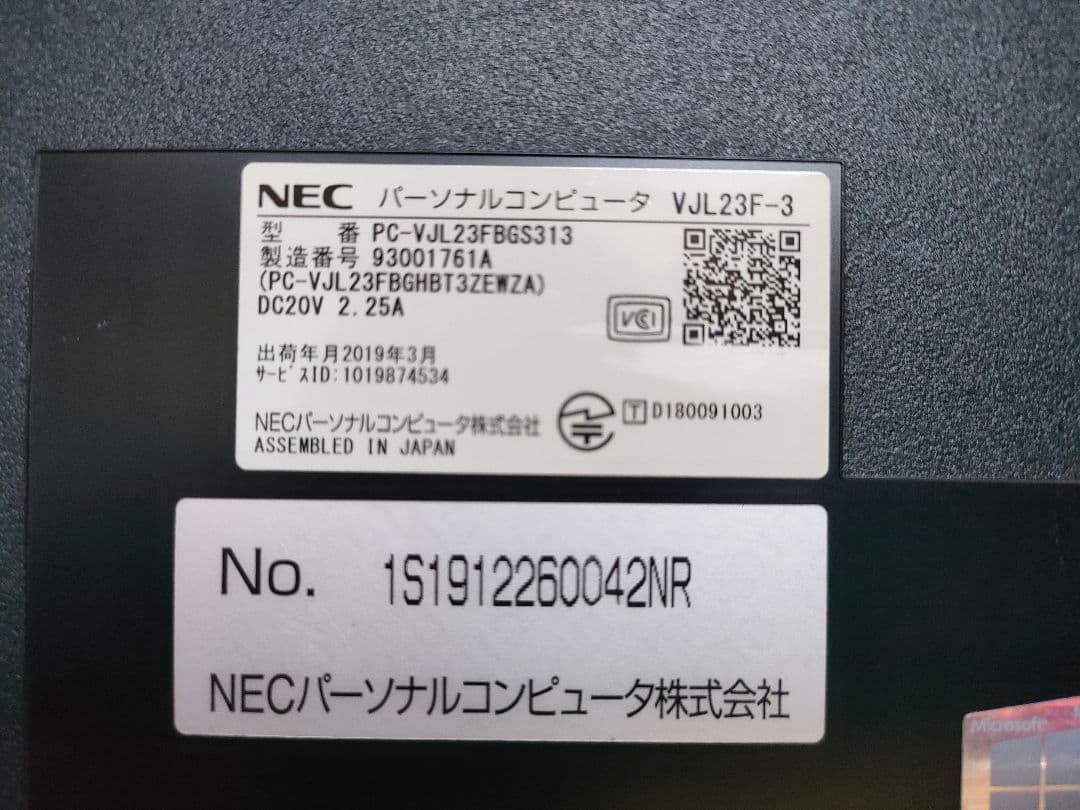 NEC パーソナルコンピュータ VJL23F-3
型 番 PC-VJL23FBGS313
製造番号 93001761A
(PC-VJL23FBGHBT3ZEWZA)
DC20V 2.25A
VCI
出荷年月2019年3月
ｻｰﾋﾞｽID:1019874534
NECパーソナルコンピュータ株式会社
T D180091003
ASSEMBLED IN JAPAN
No. 1S1912260042NR
NECパーソナルコンピュータ株式会社
Microsoft